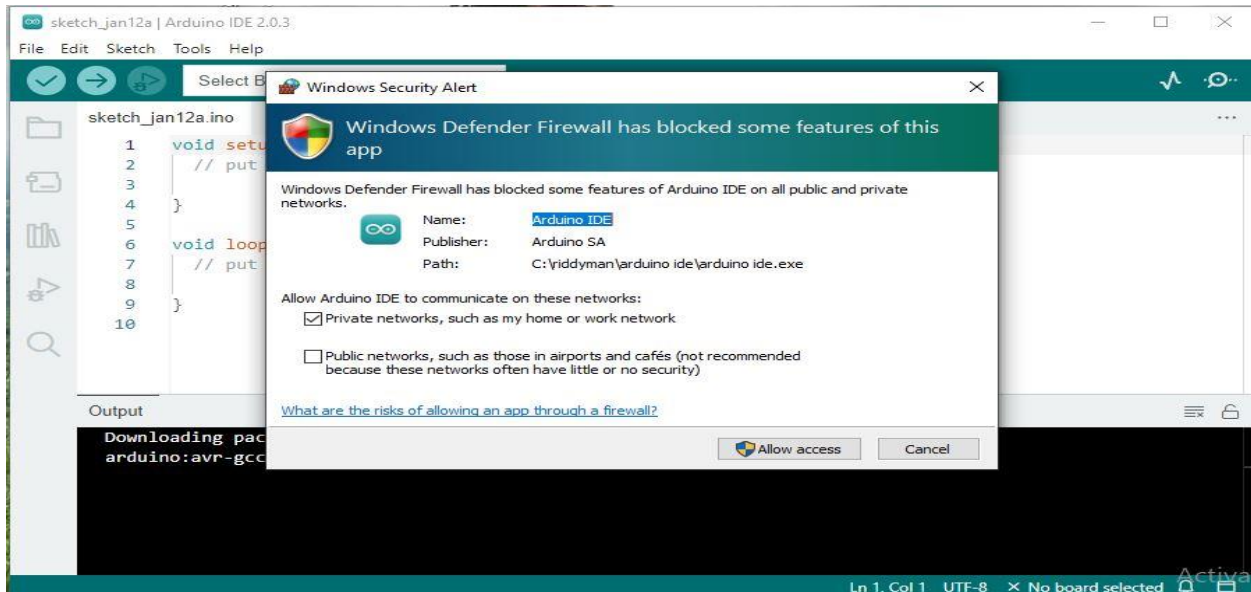 sketch_jan12a | Arduino IDE 2.0.3
File Edit Sketch Tools Help
Select B
sketch_jan12a.ino
Windows Security Alert
Windows Defender Firewall has blocked some features of this
app
Windows Defender Firewall has blocked some features of Arduino IDE on all public and private
networks.
Name: Arduino IDE
Publisher: Arduino SA
Path: C:\riddyman\arduino ide\arduino ide.exe
Allow Arduino IDE to communicate on these networks:
Private networks, such as my home or work network
Public networks, such as those in airports and cafés (not recommended
because these networks often have little or no security)
What are the risks of allowing an app through a firewall?
Allow access Cancel
1 void setu
2 // put
3
4 }
5
6 void loop
7 // put
8
9 }
10
Output
Downloading pac
arduino:avr-gcc
Activa
Ln 1, Col 1 UTF-8 × No board selected